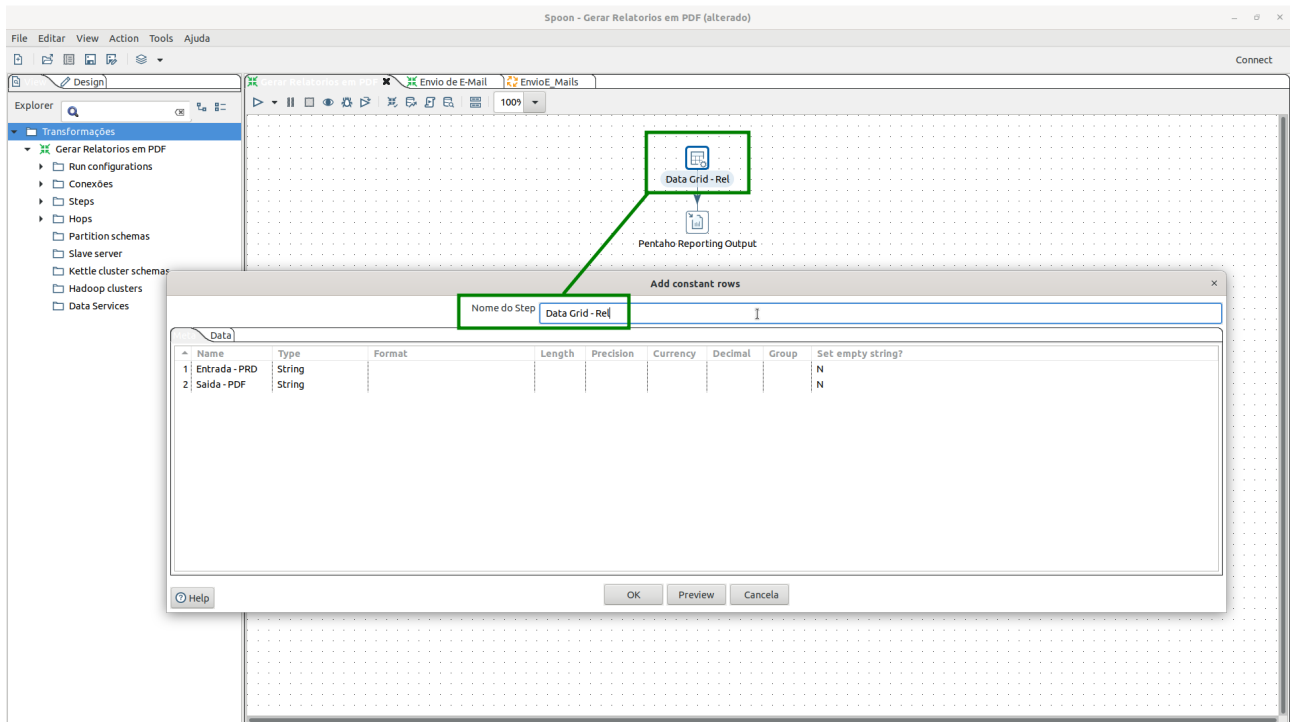 Spoon - Gerar Relatorios em PDF (alterado)
File Editar View Action Tools Ajuda
Connect
Design
Gerar Relatorios em PDF
Envio de E-Mail
EnvioE_Mails
Explorer
100%
Transformações
Gerar Relatorios em PDF
Run configurations
Conexões
Steps
Hops
Partition schemas
Slave server
Kettle cluster schemas
Hadoop clusters
Data Services
Data Grid - Rel
Pentaho Reporting Output
Add constant rows
Nome do Step Data Grid - Rel
Data
Name Type Format Length Precision Currency Decimal Group Set empty string?
1 Entrada - PRD String N
2 Saida - PDF String N
Help
OK Preview Cancela